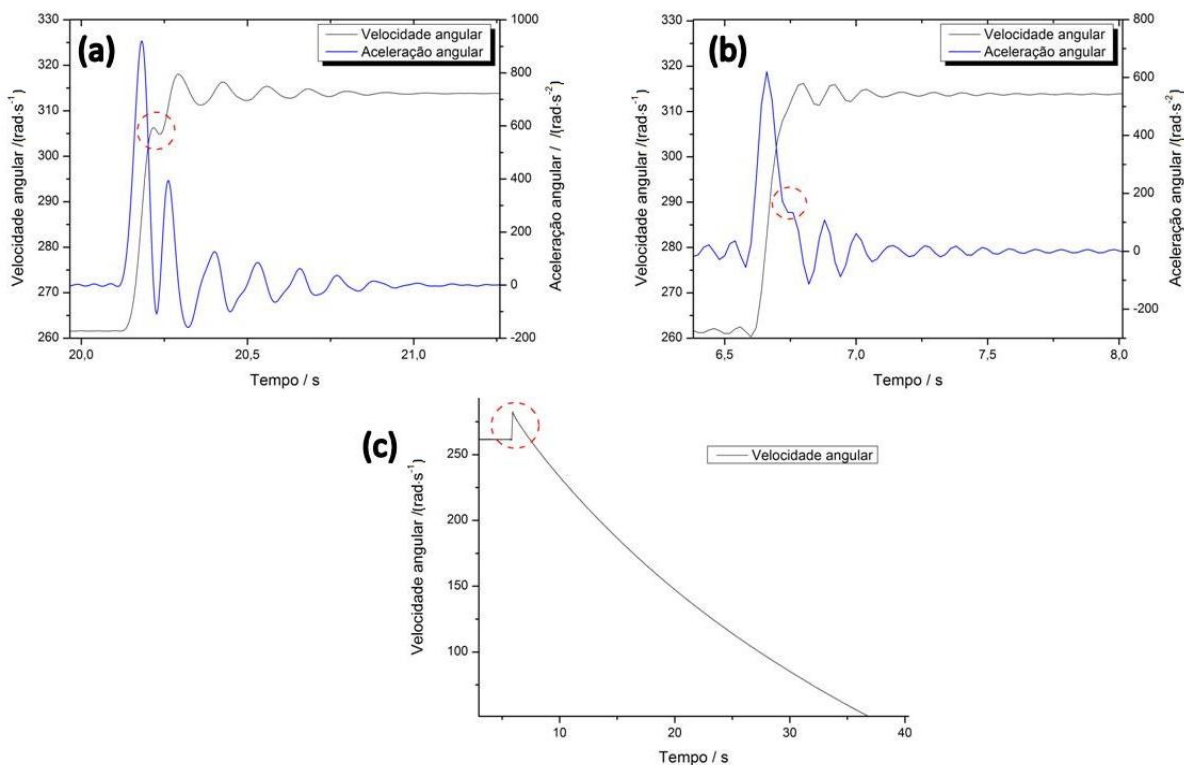 (a)
Velocidade angular
Aceleração angular
330
320
310
300
290
280
270
260
Velocidade angular /(rad·s⁻¹)
1000
800
600
400
200
0
-200
Aceleração angular / /(rad·s⁻²)
20,0
20,5
21,0
Tempo / s
(b)
Velocidade angular
Aceleração angular
330
320
310
300
290
280
270
260
Velocidade angular /(rad·s⁻¹)
800
600
400
200
0
-200
Aceleração angular /(rad·s⁻²)
6,5
7,0
7,5
8,0
Tempo / s
(c)
Velocidade angular
250
200
150
100
Velocidade angular /(rad·s⁻¹)
10
20
30
40
Tempo / s